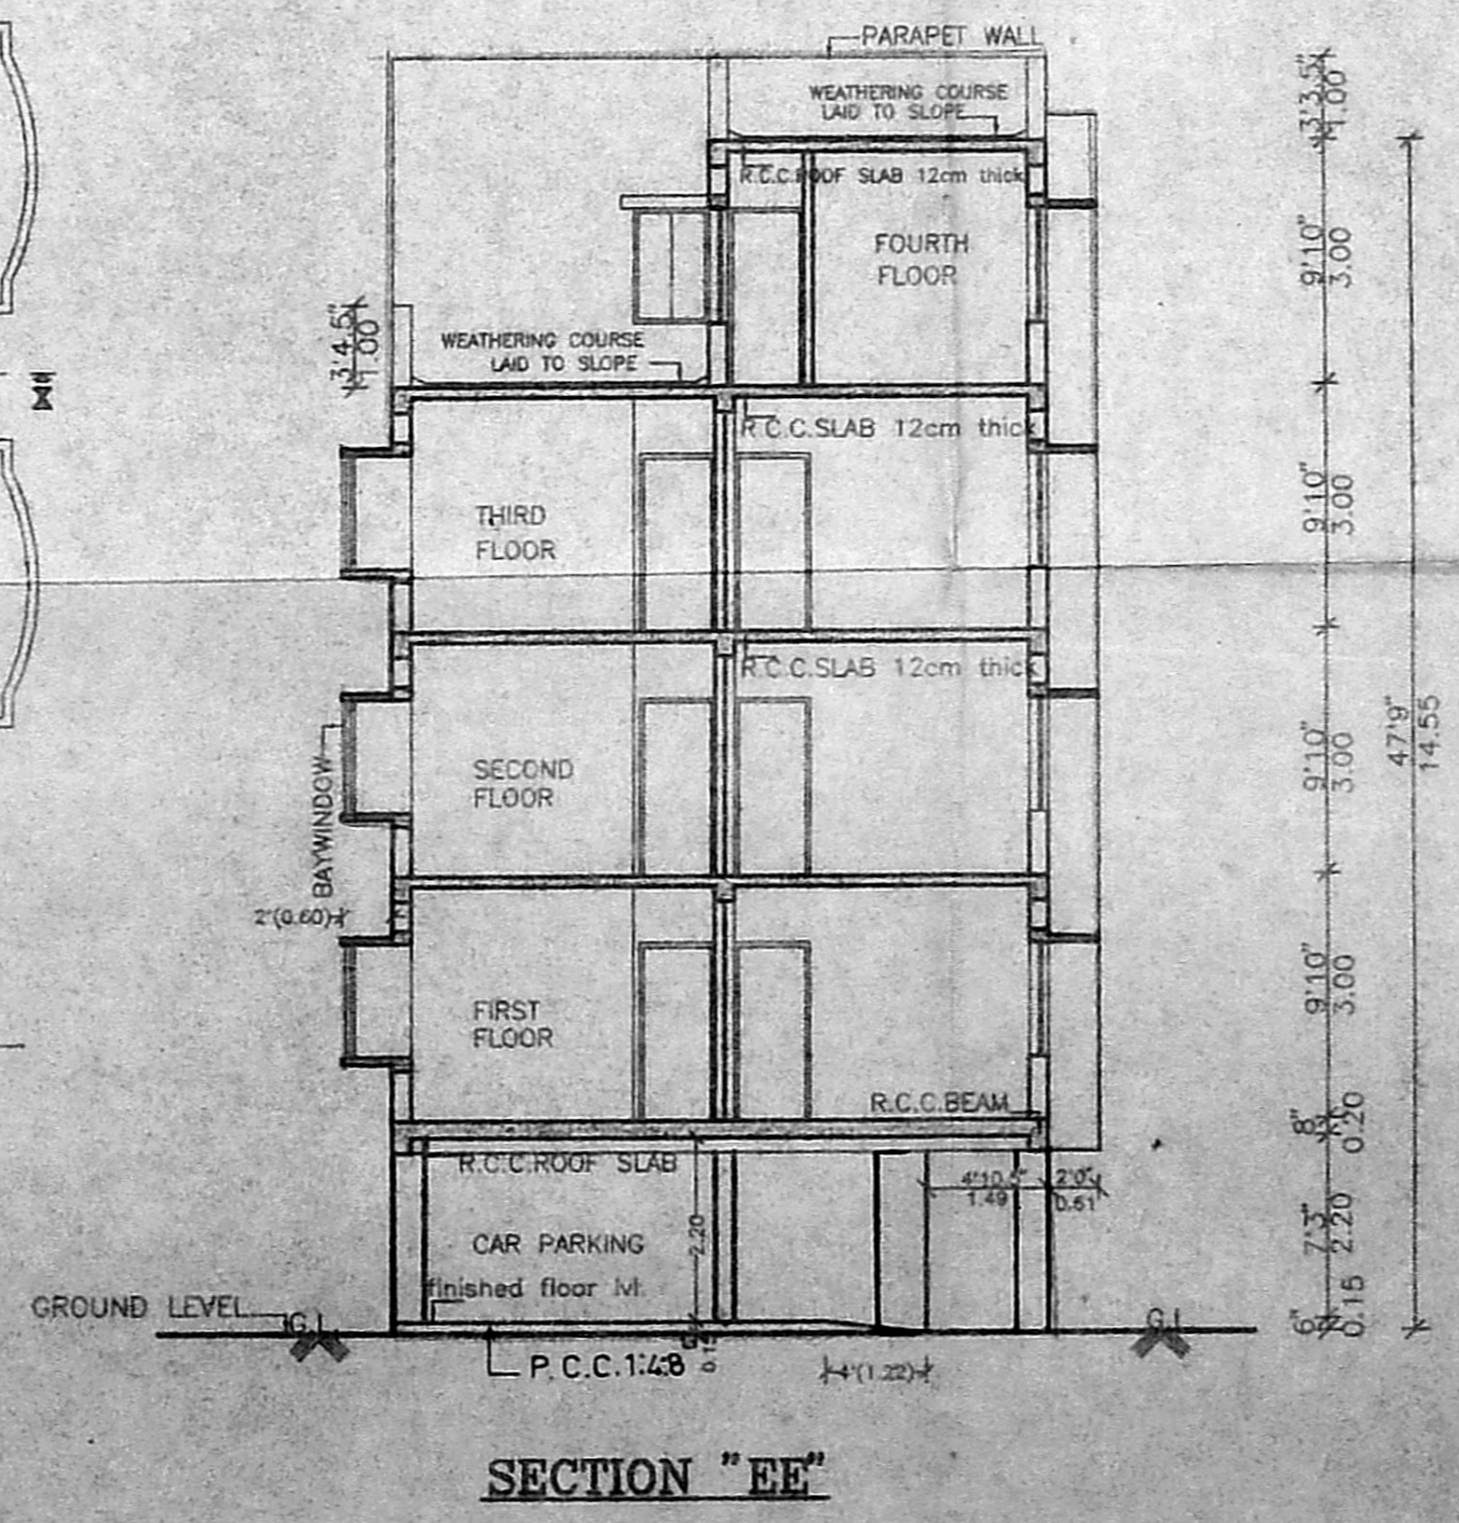 PARAPET WALL
3'3.5"
1.00
WEATHERING COURSE
LAID TO SLOPE
R.C.C.ROOF SLAB 12cm thick
FOURTH
FLOOR
9'10"
3.00
3'4.5"
1.00
WEATHERING COURSE
LAID TO SLOPE
R.C.C.SLAB 12cm thick
THIRD
FLOOR
9'10"
3.00
R.C.C.SLAB 12cm thick
SECOND
FLOOR
9'10"
3.00
47'9"
14.55
BAYWINDOW
2'(0.60)
FIRST
FLOOR
9'10"
3.00
R.C.C.BEAM
8"
0.20
R.C.C.ROOF SLAB
4'10.5"
1.49
2'0"
0.61
CAR PARKING
2.20
7'3"
2.20
finished floor lvl.
GROUND LEVEL
G.L
G.L
6"
0.15
P.C.C.1:4:8
0.15
4'(1.22)
SECTION "EE"